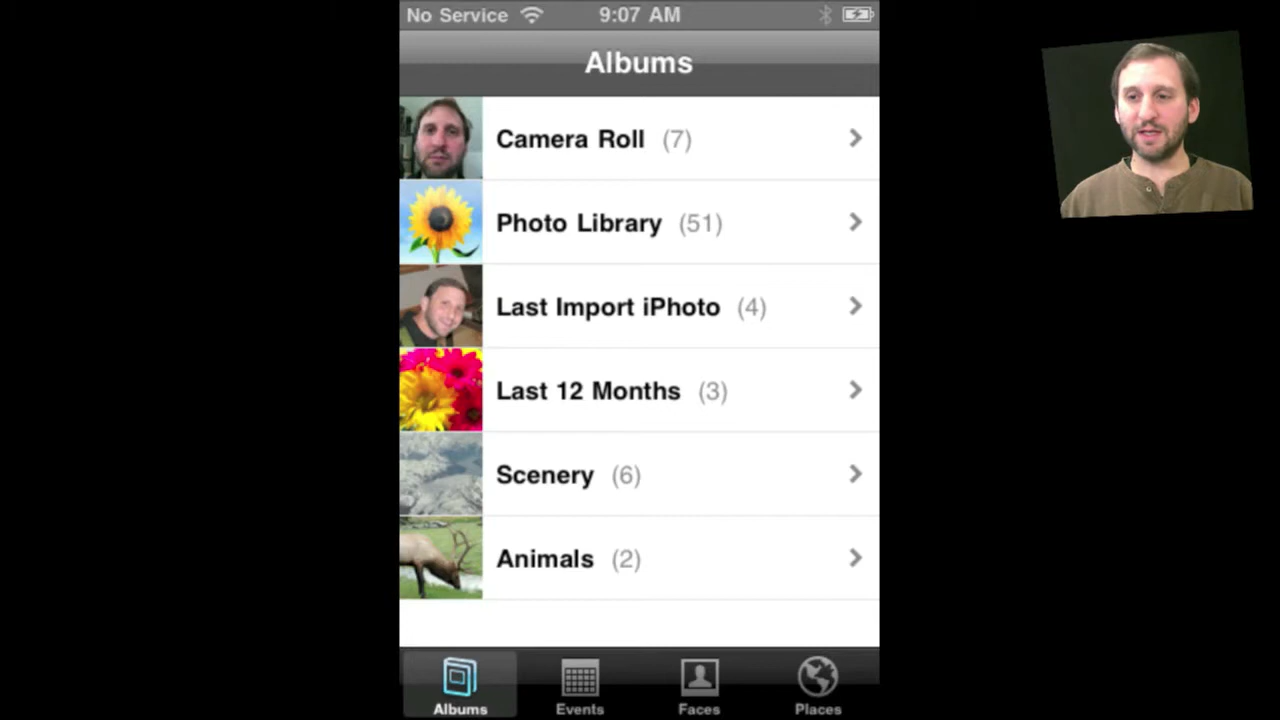 No Service 9:07 AM
Albums
Camera Roll (7)
Photo Library (51)
Last Import iPhoto (4)
Last 12 Months (3)
Scenery (6)
Animals (2)
Albums Events Faces Places